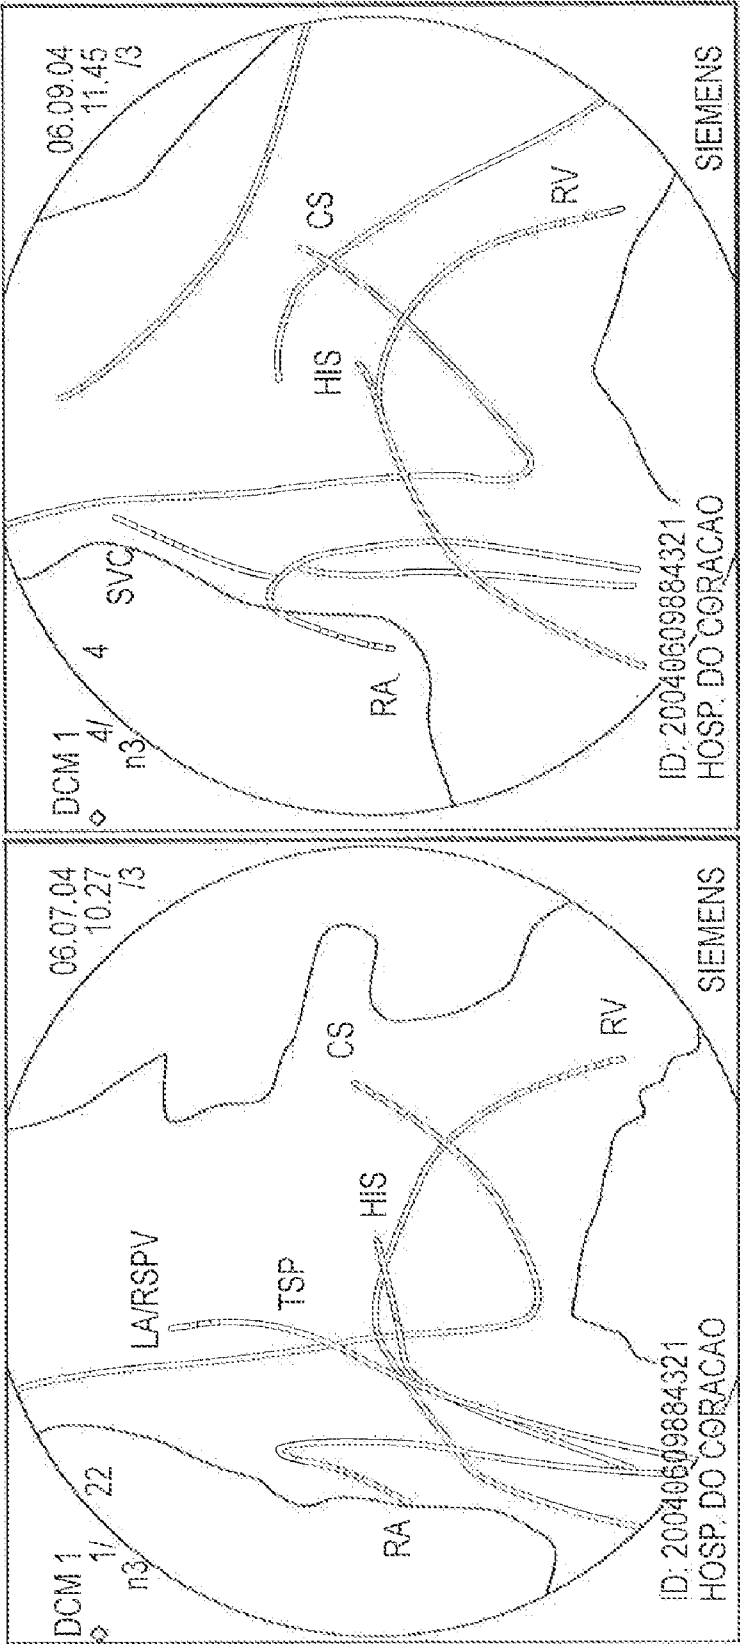 DCM 1
1/ 22
n3
06.07.04
10.27
/3
LA/RSPV
TSP
CS
HIS
RA
RV
ID: 20040609884321
HOSP. DO CORACAO
SIEMENS
DCM 1
4/ 4
n3
06.09.04
11.45
/3
SVC
CS
HIS
RA
RV
ID: 20040609884321
HOSP. DO CORACAO
SIEMENS